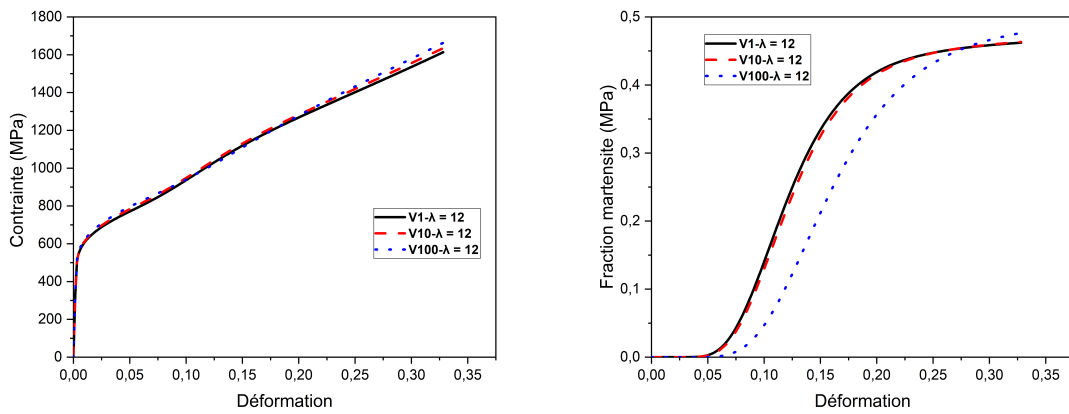 1800
1600
1400
1200
1000
800
600
400
200
0
Contrainte (MPa)
V1-λ = 12
V10-λ = 12
V100-λ = 12
0,00 0,05 0,10 0,15 0,20 0,25 0,30 0,35
Déformation
0,5
0,4
0,3
0,2
0,1
0,0
Fraction martensite (MPa)
V1-λ = 12
V10-λ = 12
V100-λ = 12
0,00 0,05 0,10 0,15 0,20 0,25 0,30 0,35
Déformation